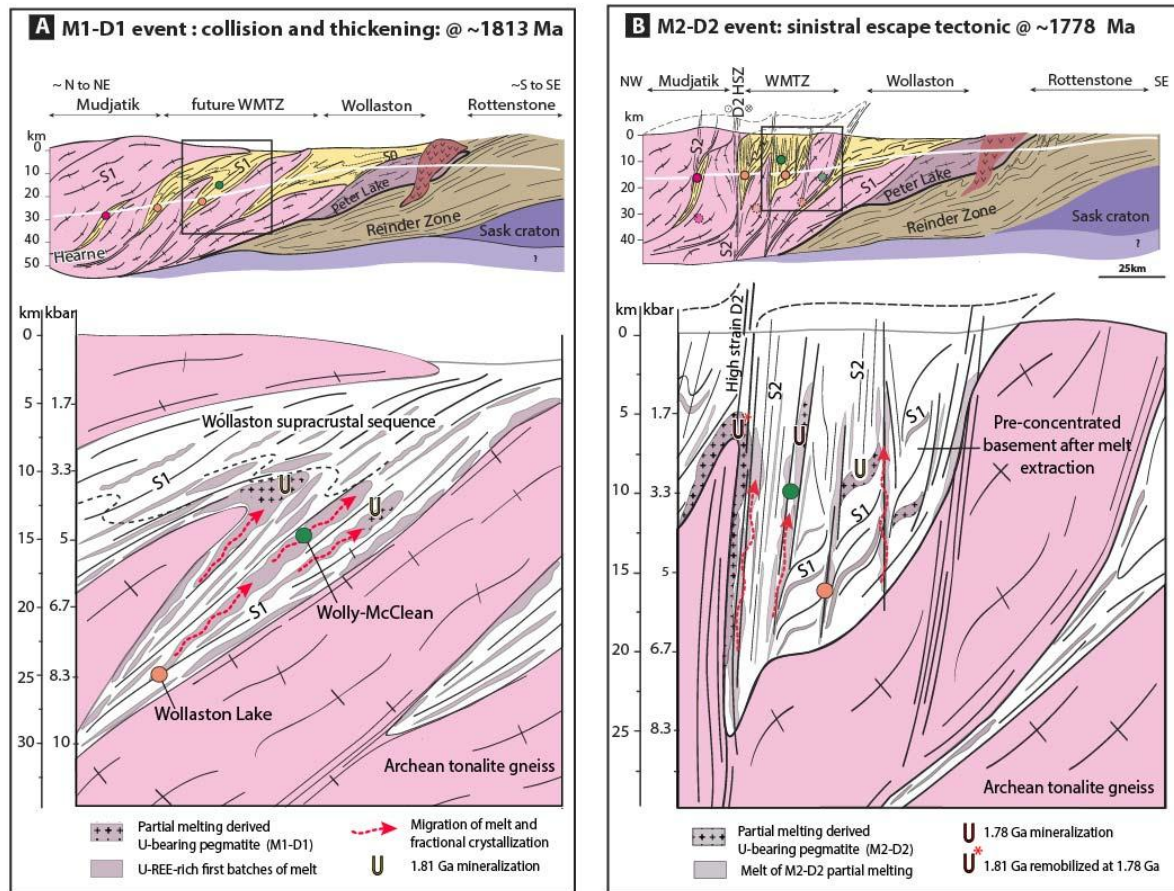 A M1-D1 event : collision and thickening: @ ~1813 Ma
~ N to NE
~S to SE
Mudjatik
future WMTZ
Wollaston
Rottenstone
km
0
10
20
30
40
50
S1
S1
S0
Peter Lake
Reinder Zone
Sask craton
Hearne
?
km kbar
0
5
10
15
20
25
30
1.7
3.3
5
6.7
8.3
10
Wollaston supracrustal sequence
S1
U
U
Wolly-McClean
S1
Wollaston Lake
Archean tonalite gneiss
Partial melting derived
U-bearing pegmatite (M1-D1)
U-REE-rich first batches of melt
Migration of melt and
fractional crystallization
U 1.81 Ga mineralization
B M2-D2 event: sinistral escape tectonic @ ~1778 Ma
NW
Mudjatik
D2 HSZ
WMTZ
Wollaston
Rottenstone
SE
km
0
10
20
30
40
S2
S1
S2
Peter Lake
Reinder Zone
Sask craton
?
25km
km kbar
0
5
10
15
20
25
1.7
3.3
5
6.7
8.3
High strain D2
S2
S2
S1
U*
U
U
Pre-concentrated
basement after melt
extraction
S1
S1
Archean tonalite gneiss
Partial melting derived
U-bearing pegmatite (M2-D2)
Melt of M2-D2 partial melting
U 1.78 Ga mineralization
U* 1.81 Ga remobilized at 1.78 Ga